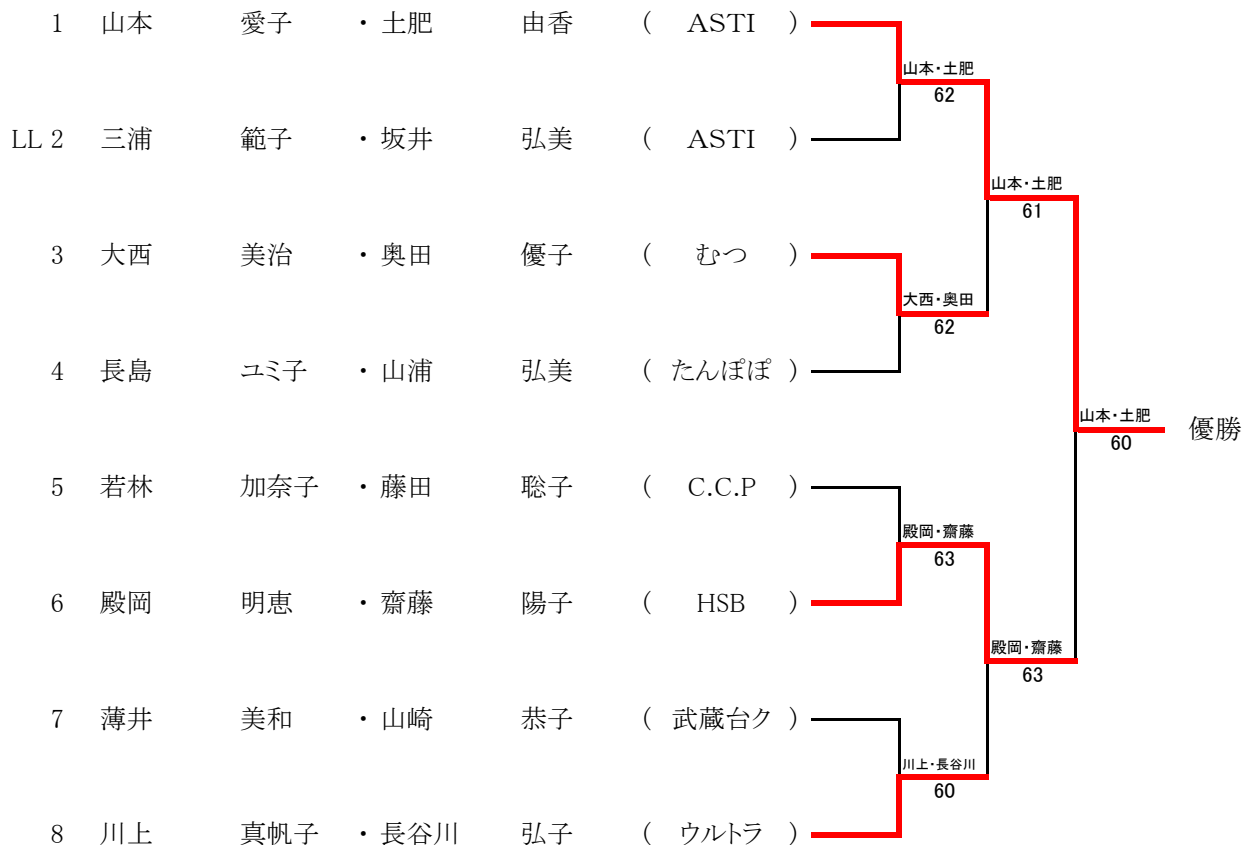 1 山本 愛子 ・ 土肥 由香 ( ASTI )
山本・土肥
62
LL 2 三浦 範子 ・ 坂井 弘美 ( ASTI )
山本・土肥
61
3 大西 美治 ・ 奥田 優子 ( むつ )
大西・奥田
62
4 長島 ユミ子 ・ 山浦 弘美 ( たんぽぽ )
山本・土肥
60
優勝
5 若林 加奈子 ・ 藤田 聡子 ( C.C.P )
殿岡・齋藤
63
6 殿岡 明恵 ・ 齋藤 陽子 ( HSB )
殿岡・齋藤
63
7 薄井 美和 ・ 山崎 恭子 ( 武蔵台ク )
川上・長谷川
60
8 川上 真帆子 ・ 長谷川 弘子 ( ウルトラ )